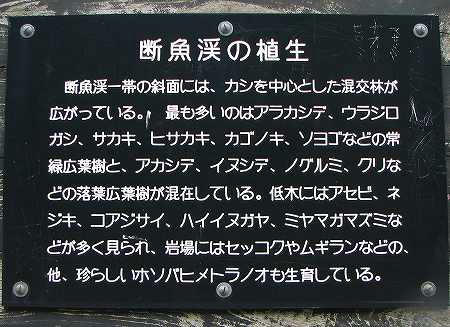 断魚渓の植生
断魚渓一帯の斜面には、カシを中心とした混交林が
広がっている。 最も多いのはアラカシデ、ウラジロ
ガシ、サカキ、ヒサカキ、カゴノキ、ソヨゴなどの常
緑広葉樹と、アカシデ、イヌシデ、ノグルミ、クリな
どの落葉広葉樹が混在している。低木にはアセビ、ネ
ジキ、コアジサイ、ハイイヌガヤ、ミヤマガマズミな
どが多く見られ、岩場にはセッコクやムギランなどの、
他、珍らしいホソバヒメトラノオも生育している。